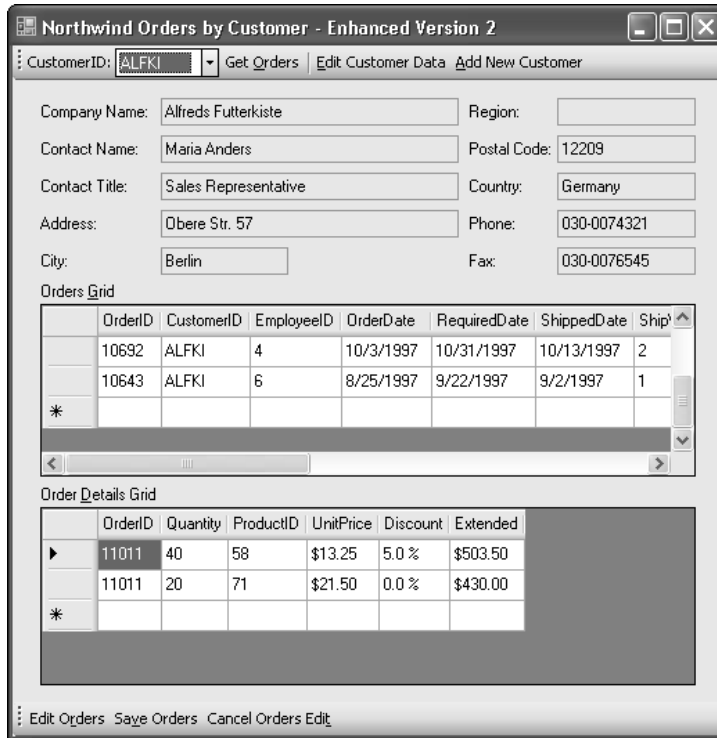 Northwind Orders by Customer - Enhanced Version 2
CustomerID: ALFKI Get Orders Edit Customer Data Add New Customer
Company Name: Alfreds Futterkiste Region:
Contact Name: Maria Anders Postal Code: 12209
Contact Title: Sales Representative Country: Germany
Address: Obere Str. 57 Phone: 030-0074321
City: Berlin Fax: 030-0076545
Orders Grid
OrderID CustomerID EmployeeID OrderDate RequiredDate ShippedDate
10692 ALFKI 4 10/3/1997 10/31/1997 10/13/1997 2
10643 ALFKI 6 8/25/1997 9/22/1997 9/2/1997 1
Order Details Grid
OrderID Quantity ProductID UnitPrice Discount Extended
11011 40 58 $13.25 5.0 % $503.50
11011 20 71 $21.50 0.0 % $430.00
Edit Orders Save Orders Cancel Orders Edit